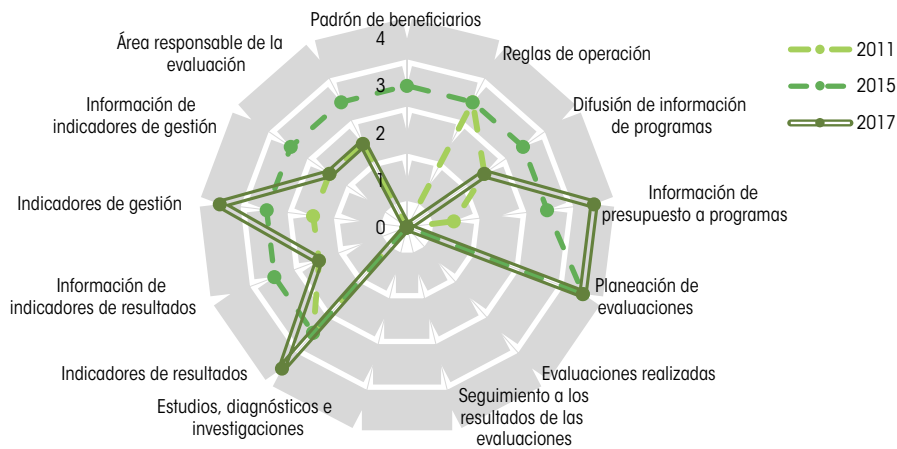 Padrón de beneficiarios
4
3
2
1
0
Reglas de operación
Difusión de información
de programas
Información de
presupuesto a programas
Planeación de
evaluaciones
Evaluaciones realizadas
Seguimiento a los
resultados de las
evaluaciones
Estudios, diagnósticos e
investigaciones
Indicadores de resultados
Información de
indicadores de resultados
Indicadores de gestión
Información de
indicadores de gestión
Área responsable de la
evaluación
2011
2015
2017